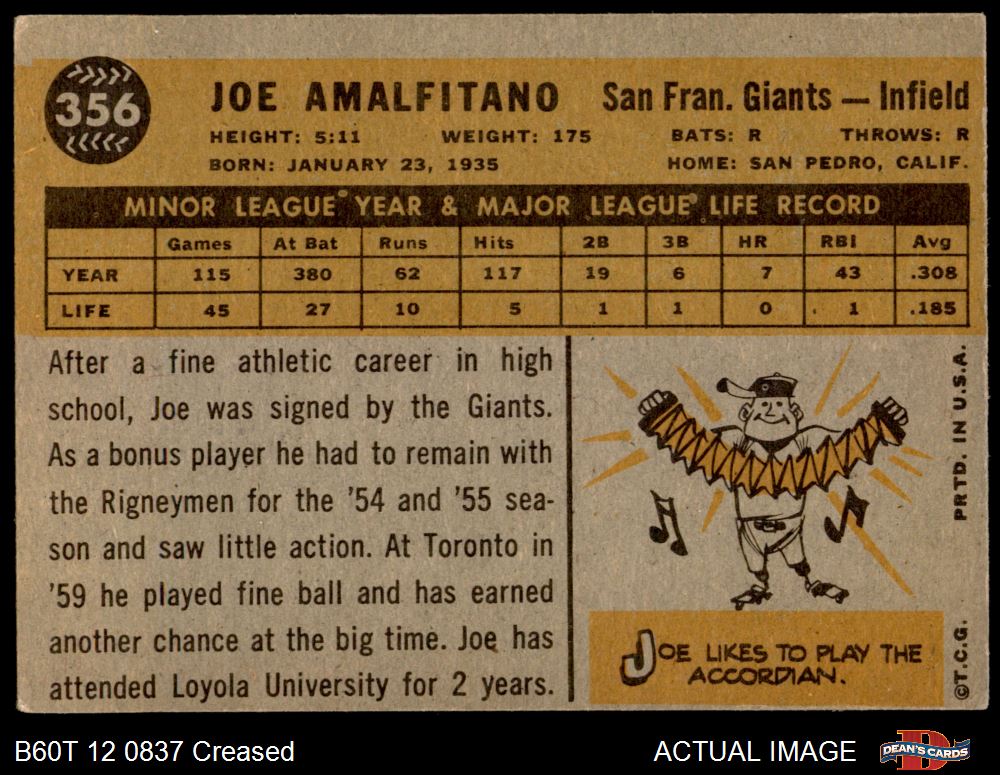 356
JOE AMALFITANO San Fran. Giants — Infield
HEIGHT: 5:11 WEIGHT: 175 BATS: R THROWS: R
BORN: JANUARY 23, 1935 HOME: SAN PEDRO, CALIF.
MINOR LEAGUE YEAR & MAJOR LEAGUE LIFE RECORD
Games At Bat Runs Hits 2B 3B HR RBI Avg
YEAR 115 380 62 117 19 6 7 43 .308
LIFE 45 27 10 5 1 1 0 1 .185
After a fine athletic career in high
school, Joe was signed by the Giants.
As a bonus player he had to remain with
the Rigneymen for the '54 and '55 sea-
son and saw little action. At Toronto in
'59 he played fine ball and has earned
another chance at the big time. Joe has
attended Loyola University for 2 years.
JOE LIKES TO PLAY THE
ACCORDIAN.
©T.C.G. PRTD. IN U.S.A.
B60T 12 0837 Creased ACTUAL IMAGE
D
DEAN'S CARDS